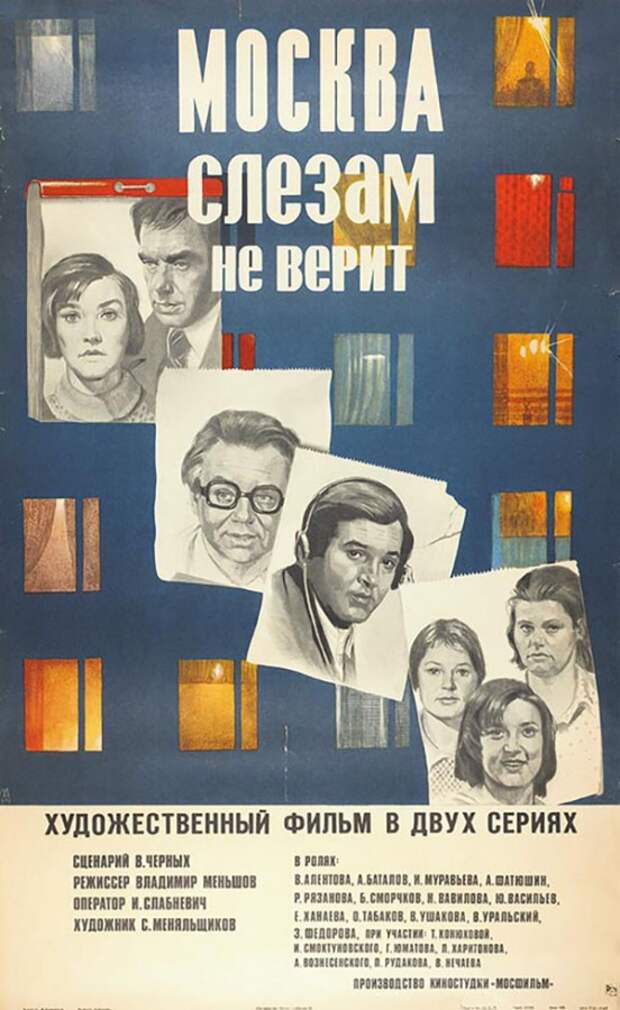 МОСКВА
СЛЕЗАМ
НЕ ВЕРИТ
ХУДОЖЕСТВЕННЫЙ ФИЛЬМ В ДВУХ СЕРИЯХ
СЦЕНАРИЙ В.ЧЕРНЫХ
РЕЖИССЕР ВЛАДИМИР МЕНЬШОВ
ОПЕРАТОР И.СЛАБНЕВИЧ
ХУДОЖНИК С.МЕНЯЛЬЩИКОВ
В РОЛЯХ:
В.АЛЕНТОВА, А.БАТАЛОВ, И.МУРАВЬЕВА, А.ФАТЮШИН,
Р.РЯЗАНОВА, Б.СМОРЧКОВ, Н.ВАВИЛОВА, Ю.ВАСИЛЬЕВ,
Е.ХАНАЕВА, О.ТАБАКОВ, В.УШАКОВА, В.УРАЛЬСКИЙ,
З.ФЕДОРОВА, ПРИ УЧАСТИИ: Т.КОНЮХОВОЙ,
И.СМОКТУНОВСКОГО, Г.ЮМАТОВА, Л.ХАРИТОНОВА,
А.ВОЗНЕСЕНСКОГО, П.РУДАКОВА, В.НЕЧАЕВА
ПРОИЗВОДСТВО КИНОСТУДКИ «МОСФИЛЬМ»